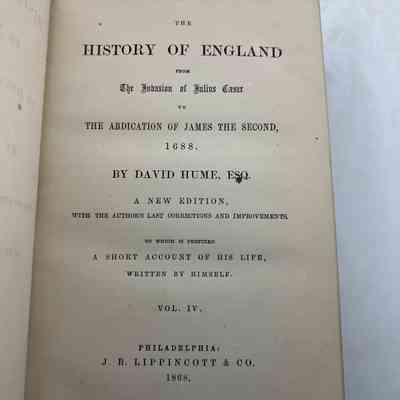 THE
HISTORY OF ENGLAND
FROM
The Invasion of Julius Cæsar
TO
THE ABDICATION OF JAMES THE SECOND,
1688.
BY DAVID HUME, ESQ.
A NEW EDITION,
WITH THE AUTHOR'S LAST CORRECTIONS AND IMPROVEMENTS.
TO WHICH IS PREFIXED
A SHORT ACCOUNT OF HIS LIFE,
WRITTEN BY HIMSELF.
VOL. IV.
PHILADELPHIA:
J. B. LIPPINCOTT & CO.
1868.